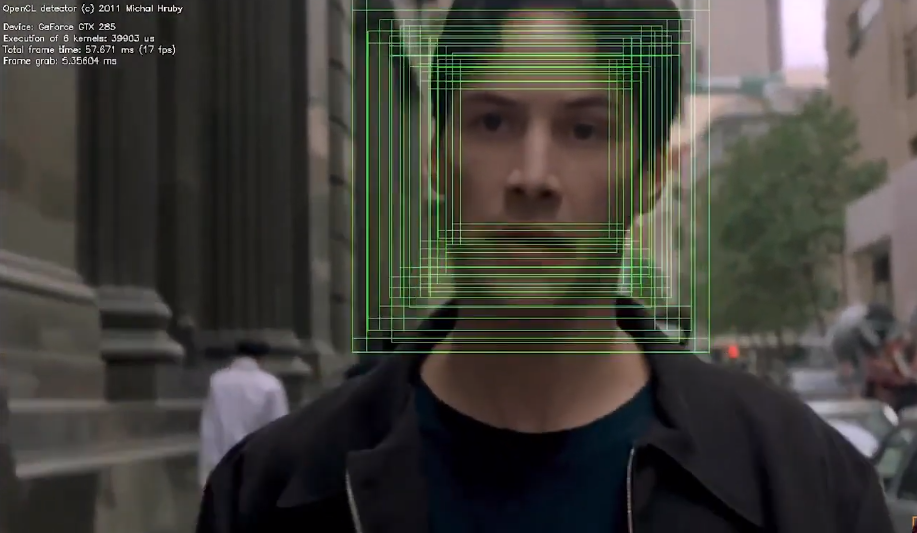 OpenCL detector (c) 2011 Michal Hruby
Device: GeForce GTX 285
Execution of 6 kernels: 39903 us
Total frame time: 57.671 ms (17 fps)
Frame grab: 5.35604 ms